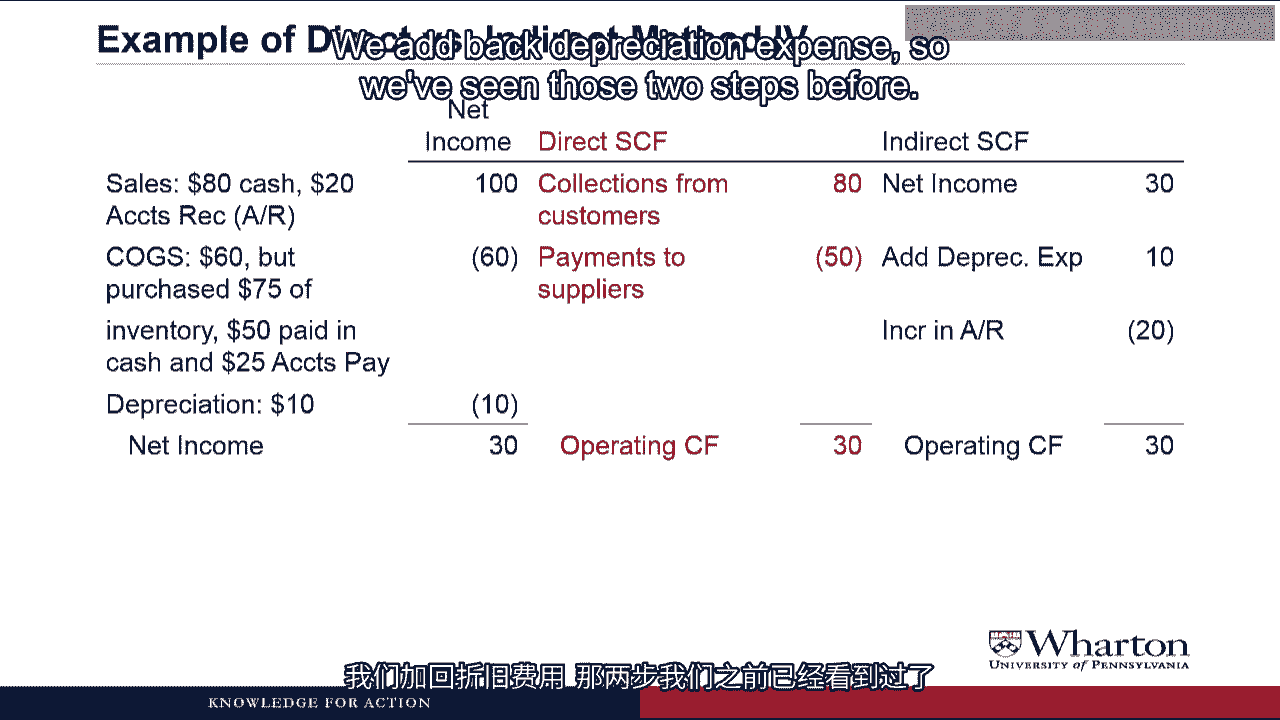 Example of Direct vs. Indirect Method IV
We add back depreciation expense, so
we've seen those two steps before.
Net
Income Direct SCF Indirect SCF
Sales: $80 cash, $20 100 Collections from 80 Net Income 30
Accts Rec (A/R) customers
COGS: $60, but (60) Payments to (50) Add Deprec. Exp 10
purchased $75 of suppliers
inventory, $50 paid in Incr in A/R (20)
cash and $25 Accts Pay
Depreciation: $10 (10)
Net Income 30 Operating CF 30 Operating CF 30
Wharton
UNIVERSITY of PENNSYLVANIA
我们加回折旧费用 那两步我们之前已经看到过了
KNOWLEDGE FOR ACTION